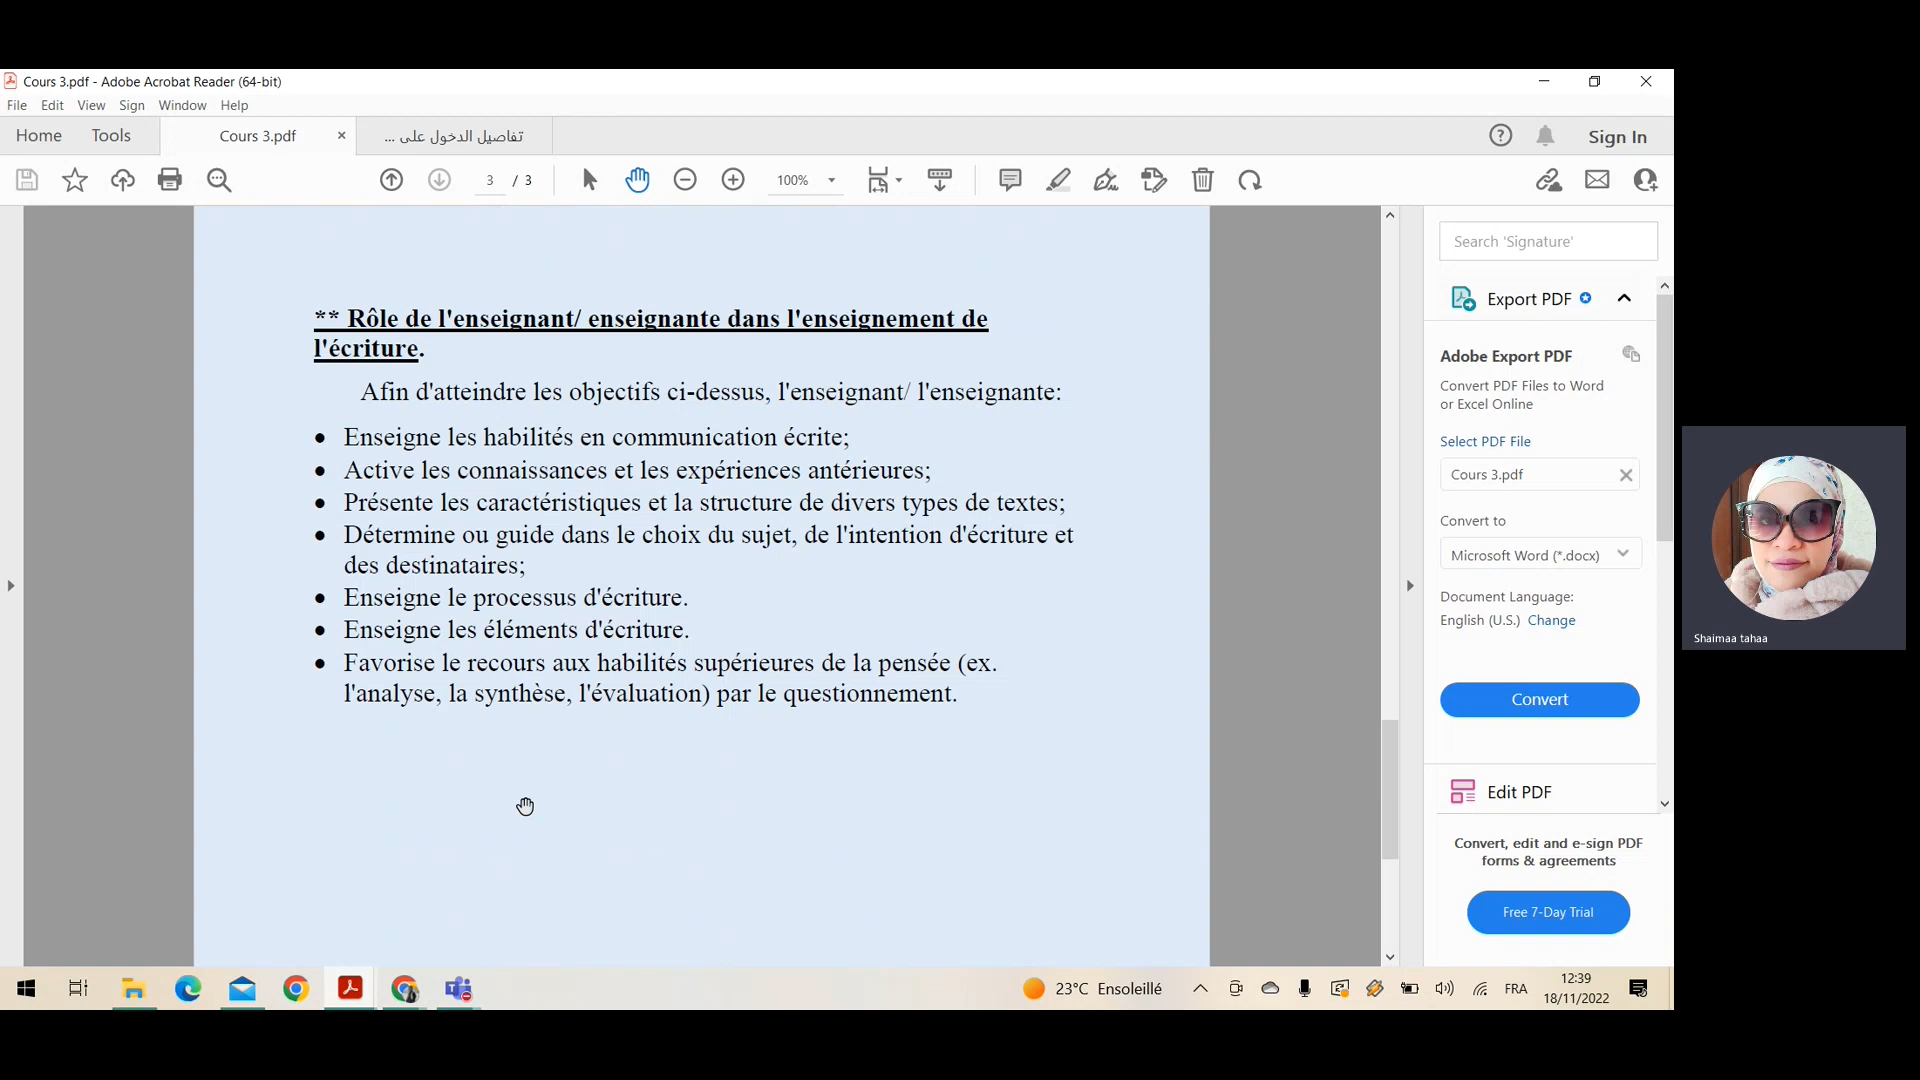 Cours 3.pdf - Adobe Acrobat Reader (64-bit)
File Edit View Sign Window Help
Home Tools Cours 3.pdf تفاصيل الدخول على ... Sign In
3 / 3 100%
Search 'Signature'
** Rôle de l'enseignant/ enseignante dans l'enseignement de
l'écriture.
Afin d'atteindre les objectifs ci-dessus, l'enseignant/ l'enseignante:
• Enseigne les habilités en communication écrite;
• Active les connaissances et les expériences antérieures;
• Présente les caractéristiques et la structure de divers types de textes;
• Détermine ou guide dans le choix du sujet, de l'intention d'écriture et
des destinataires;
• Enseigne le processus d'écriture.
• Enseigne les éléments d'écriture.
• Favorise le recours aux habilités supérieures de la pensée (ex.
l'analyse, la synthèse, l'évaluation) par le questionnement.
Export PDF
Adobe Export PDF
Convert PDF Files to Word
or Excel Online
Select PDF File
Cours 3.pdf
Convert to
Microsoft Word (*.docx)
Document Language:
English (U.S.) Change
Convert
Edit PDF
Convert, edit and e-sign PDF
forms & agreements
Free 7-Day Trial
Shaimaa tahaa
23°C Ensoleillé
FRA
12:39
18/11/2022